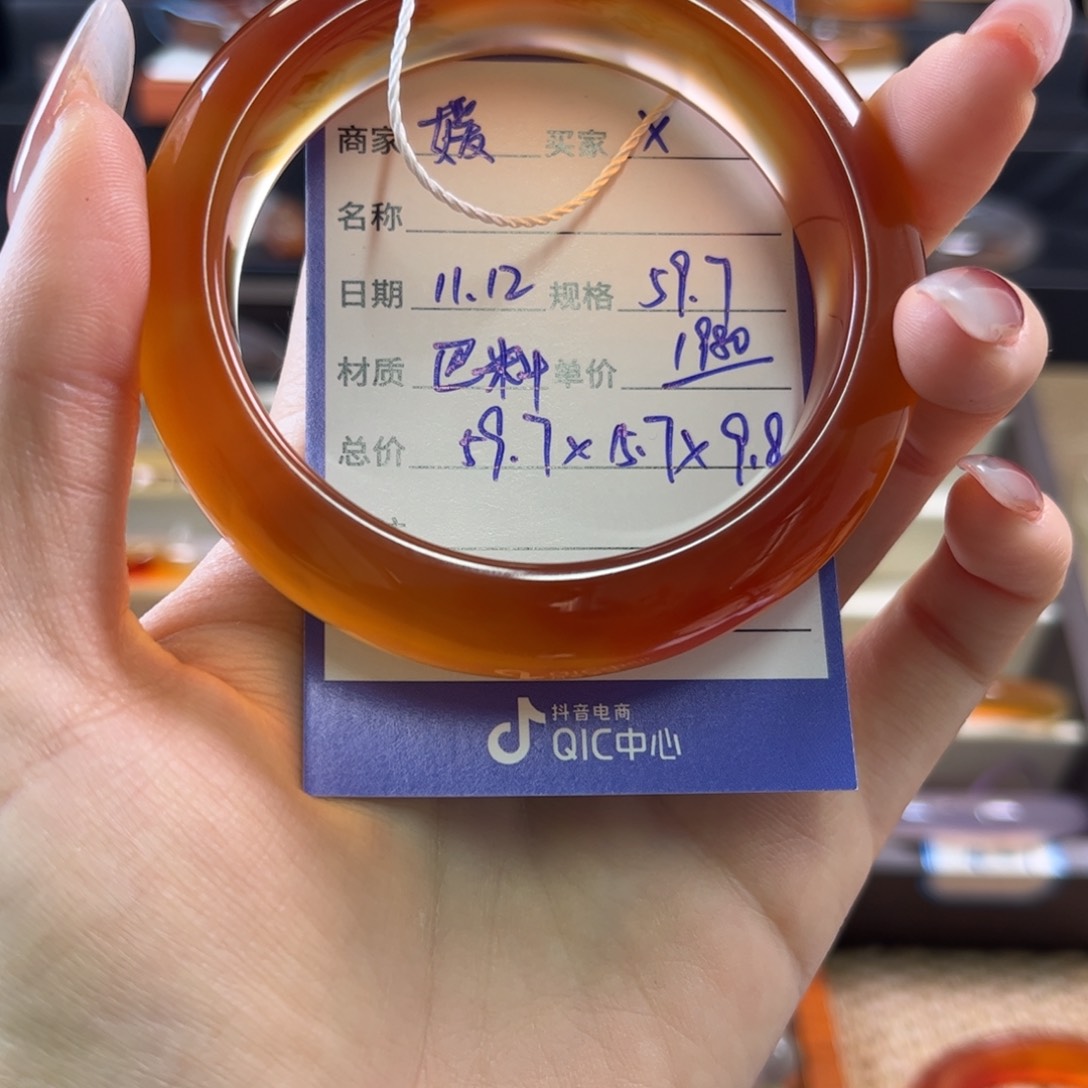 商家 媛 买家 X
名称
日期 11.12 规格 59.7
材质 巴料 单价 1980
总价 59.7×15.7×9.8
抖音电商
QIC中心